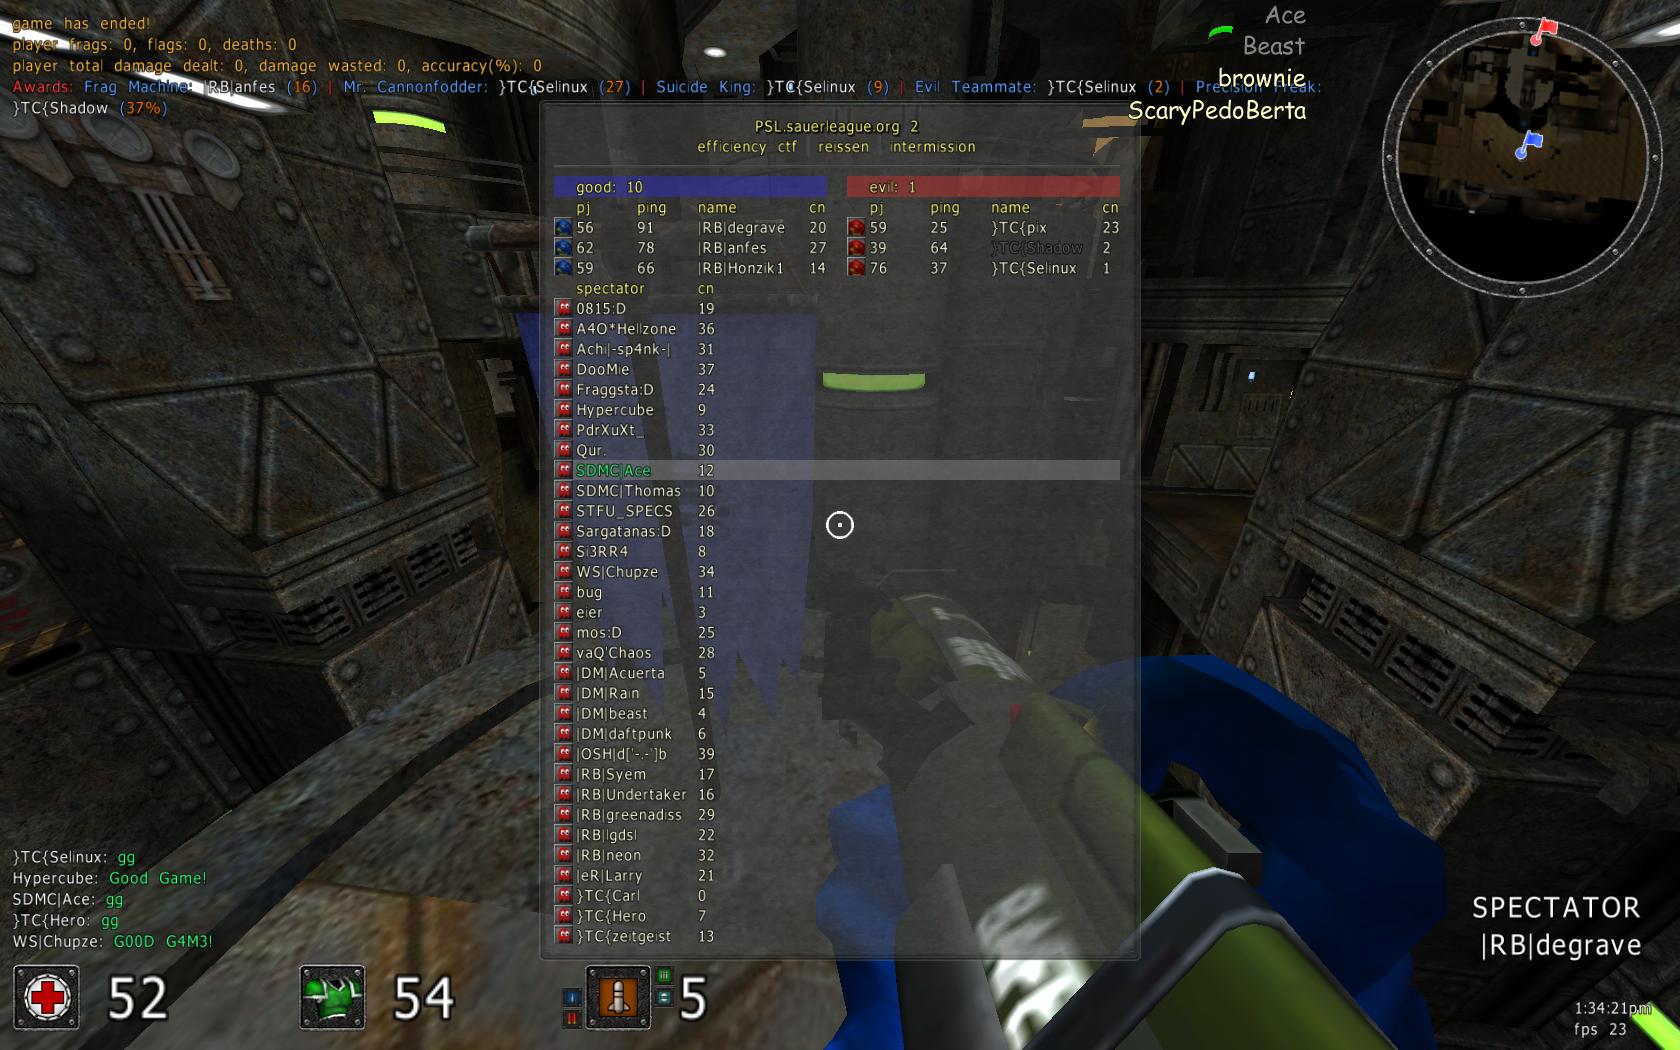 game has ended!
player frags: 0, flags: 0, deaths: 0
player total damage dealt: 0, damage wasted: 0, accuracy(%): 0
Awards: Frag Machine: |RB|anfes (16) | Mr. Cannonfodder: }TC{Selinux (27) | Suicide King: }TC{Selinux (9) | Evil Teammate: }TC{Selinux (2) | Precision Freak:
}TC{Shadow (37%)
Ace
Beast
brownie
ScaryPedoBerta
PSL.sauerleague.org 2
efficiency ctf reissen intermission
good: 10 evil: 1
pj ping name cn pj ping name cn
56 91 |RB|degrave 20 59 25 }TC{pix 23
62 78 |RB|anfes 27 39 64 }TC{Shadow 2
59 66 |RB|Honzik1 14 76 37 }TC{Selinux 1
spectator cn
0815:D 19
A4O*Hellzone 36
Achi|-sp4nk-| 31
DooMie 37
Fraggsta:D 24
Hypercube 9
PdrXuXt_ 33
Qur. 30
SDMC|Ace 12
SDMC|Thomas 10
STFU_SPECS 26
Sargatanas:D 18
Si3RR4 8
WS|Chupze 34
bug 11
eier 3
mos:D 25
vaQ'Chaos 28
|DM|Acuerta 5
|DM|Rain 15
|DM|beast 4
|DM|daftpunk 6
|OSH|d['-.-']b 39
|RB|Syem 17
|RB|Undertaker 16
|RB|greenadiss 29
|RB|lgdsl 22
|RB|neon 32
|eR|Larry 21
}TC{Carl 0
}TC{Hero 7
}TC{zeitgeist 13
}TC{Selinux: gg
Hypercube: Good Game!
SDMC|Ace: gg
}TC{Hero: gg
WS|Chupze: G00D G4M3!
52 54 5
SPECTATOR
|RB|degrave
1:34:21pm
fps 23